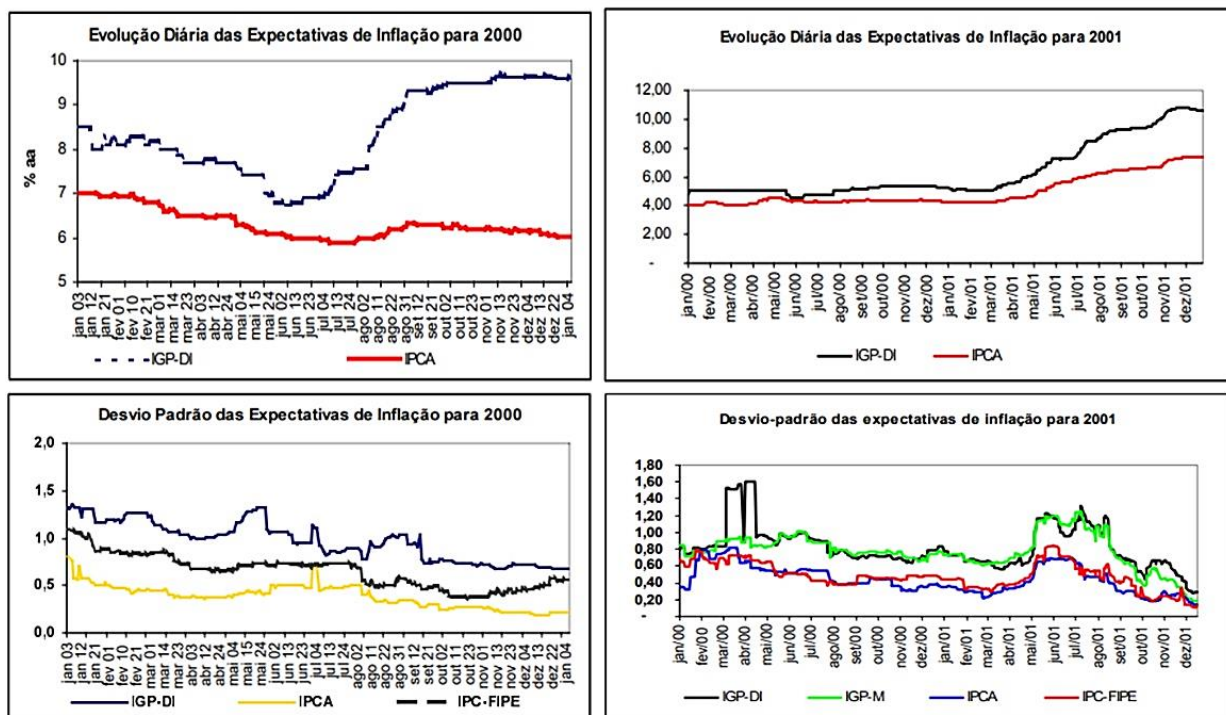 Evolução Diária das Expectativas de Inflação para 2000
10
9
8
7
6
5
% aa
jan 03
jan 12
jan 21
fev 01
fev 10
fev 21
mar 01
mar 14
mar 23
abr 03
abr 12
abr 24
mai 04
mai 15
mai 24
jun 02
jun 13
jun 23
jul 04
jul 13
jul 24
ago 02
ago 11
ago 22
ago 31
set 12
set 21
out 02
out 11
out 23
nov 01
nov 13
nov 23
dez 04
dez 13
dez 22
jan 04
IGP-DI IPCA
Evolução Diária das Expectativas de Inflação para 2001
12,00
10,00
8,00
6,00
4,00
2,00
-
jan/00
fev/00
mar/00
abr/00
mai/00
jun/00
jul/00
ago/00
set/00
out/00
nov/00
dez/00
jan/01
fev/01
mar/01
abr/01
mai/01
jun/01
jul/01
ago/01
set/01
out/01
nov/01
dez/01
IGP-DI IPCA
Desvio Padrão das Expectativas de Inflação para 2000
2,0
1,5
1,0
0,5
0,0
jan 03
jan 12
jan 21
fev 01
fev 10
fev 21
mar 01
mar 14
mar 23
abr 03
abr 12
abr 24
mai 04
mai 15
mai 24
jun 02
jun 13
jun 23
jul 04
jul 13
jul 24
ago 02
ago 11
ago 22
ago 31
set 12
set 21
out 02
out 11
out 23
nov 01
nov 13
nov 23
dez 04
dez 13
dez 22
jan 04
IGP-DI IPCA IPC-FIPE
Desvio-padrão das expectativas de inflação para 2001
1,80
1,60
1,40
1,20
1,00
0,80
0,60
0,40
0,20
-
jan/00
fev/00
mar/00
abr/00
mai/00
jun/00
jul/00
ago/00
set/00
out/00
nov/00
dez/00
jan/01
fev/01
mar/01
abr/01
mai/01
jun/01
jul/01
ago/01
set/01
out/01
nov/01
dez/01
IGP-DI IGP-M IPCA IPC-FIPE